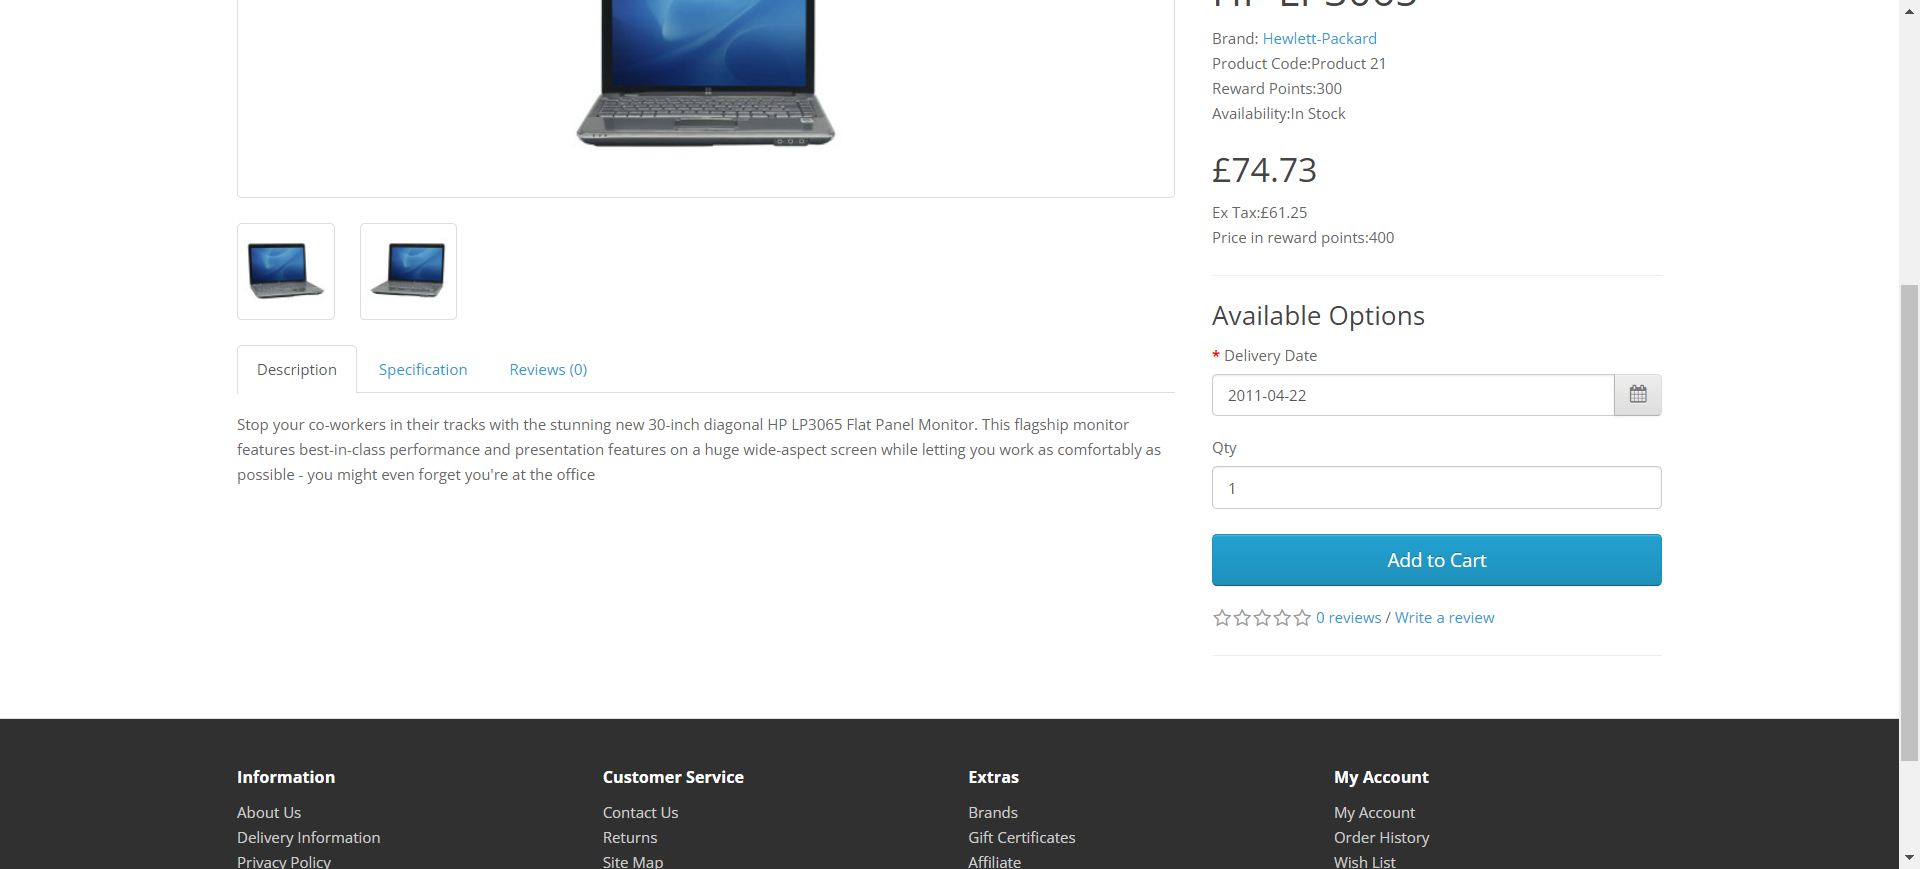 HP LP3065
Brand: Hewlett-Packard
Product Code:Product 21
Reward Points:300
Availability:In Stock
£74.73
Ex Tax:£61.25
Price in reward points:400
Available Options
* Delivery Date
2011-04-22
Qty
1
Add to Cart
0 reviews / Write a review
Description
Specification
Reviews (0)
Stop your co-workers in their tracks with the stunning new 30-inch diagonal HP LP3065 Flat Panel Monitor. This flagship monitor
features best-in-class performance and presentation features on a huge wide-aspect screen while letting you work as comfortably as
possible - you might even forget you're at the office
Information
About Us
Delivery Information
Privacy Policy
Customer Service
Contact Us
Returns
Site Map
Extras
Brands
Gift Certificates
Affiliate
My Account
My Account
Order History
Wish List